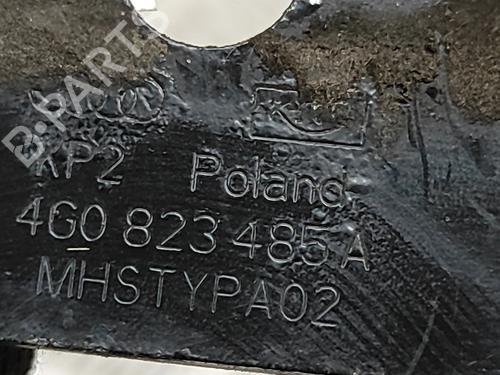 B-PARTS
KP2 Poland
4G0 823 485 A
MHSTYPA02